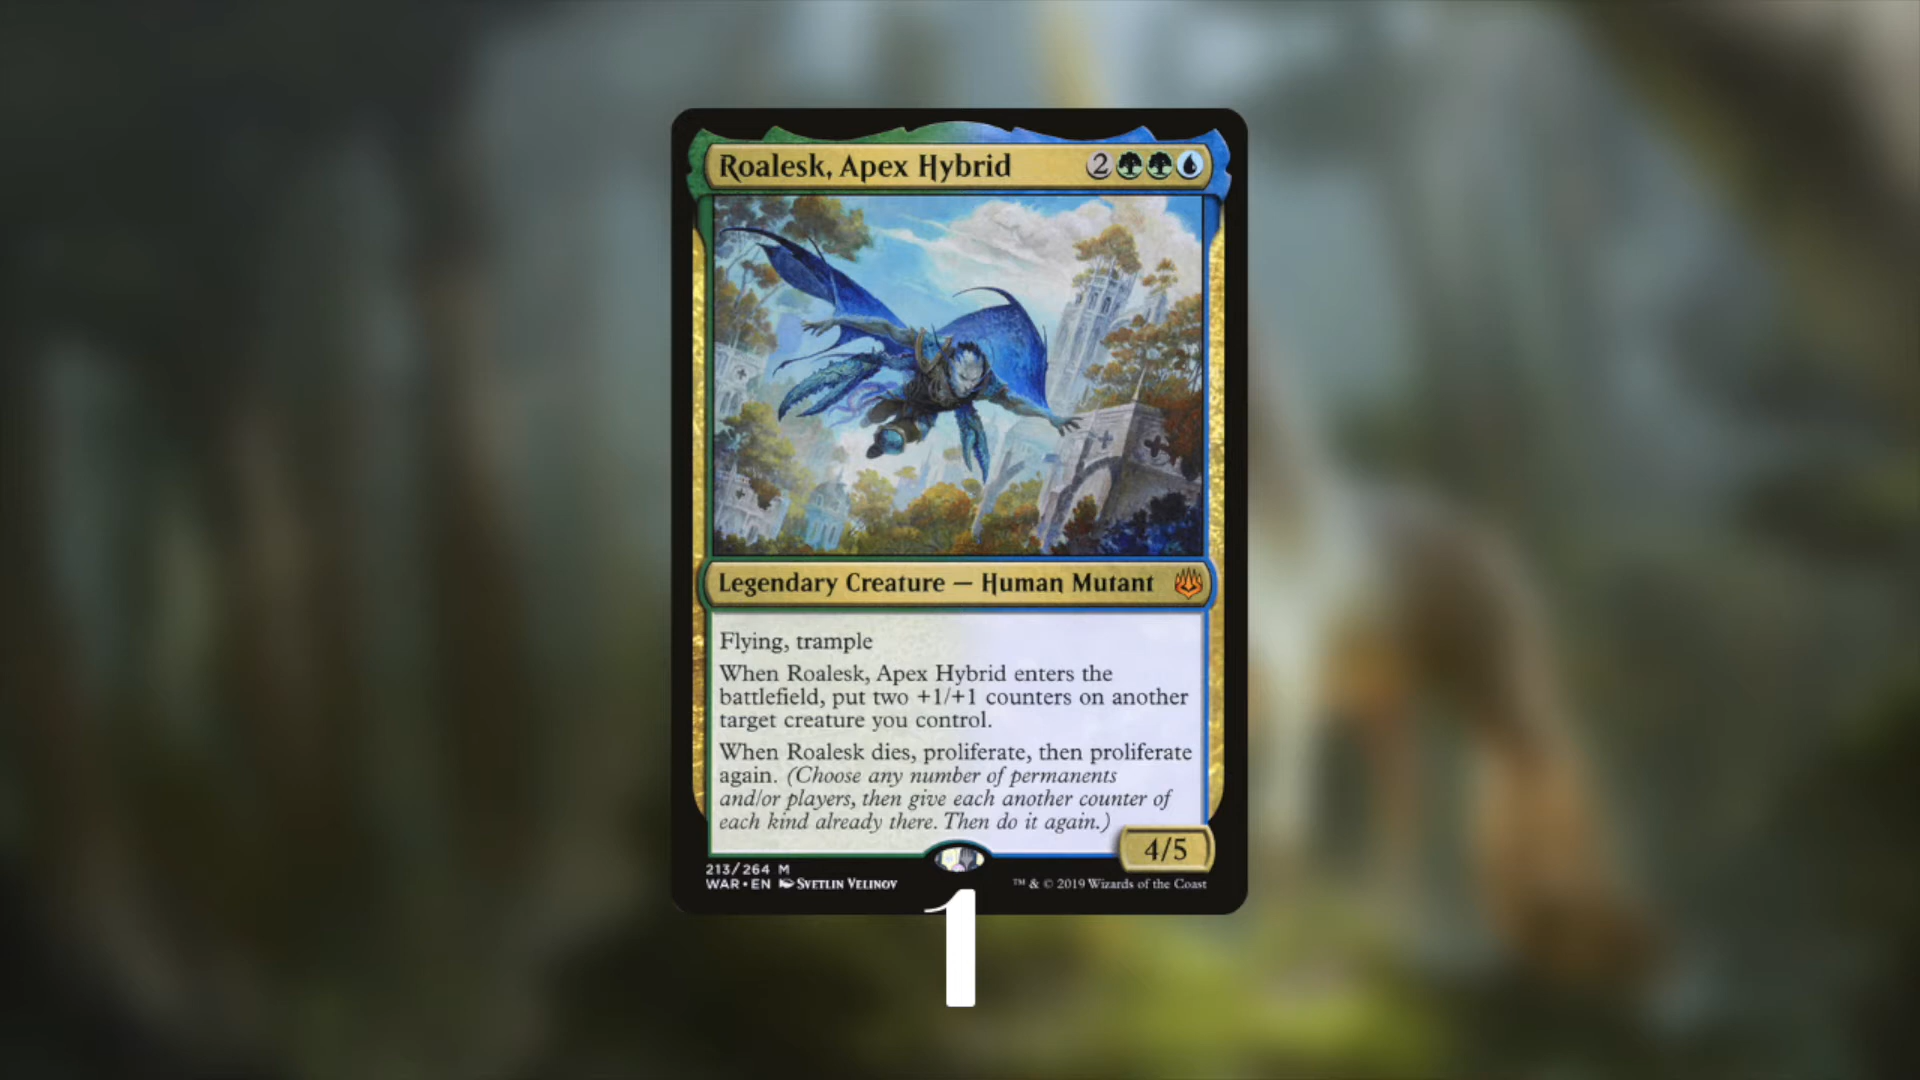 Roalesk, Apex Hybrid 2
Legendary Creature — Human Mutant
Flying, trample
When Roalesk, Apex Hybrid enters the
battlefield, put two +1/+1 counters on another
target creature you control.
When Roalesk dies, proliferate, then proliferate
again. (Choose any number of permanents
and/or players, then give each another counter of
each kind already there. Then do it again.)
4/5
213/264 M
WAR • EN Svetlin Velinov
™ & © 2019 Wizards of the Coast
1